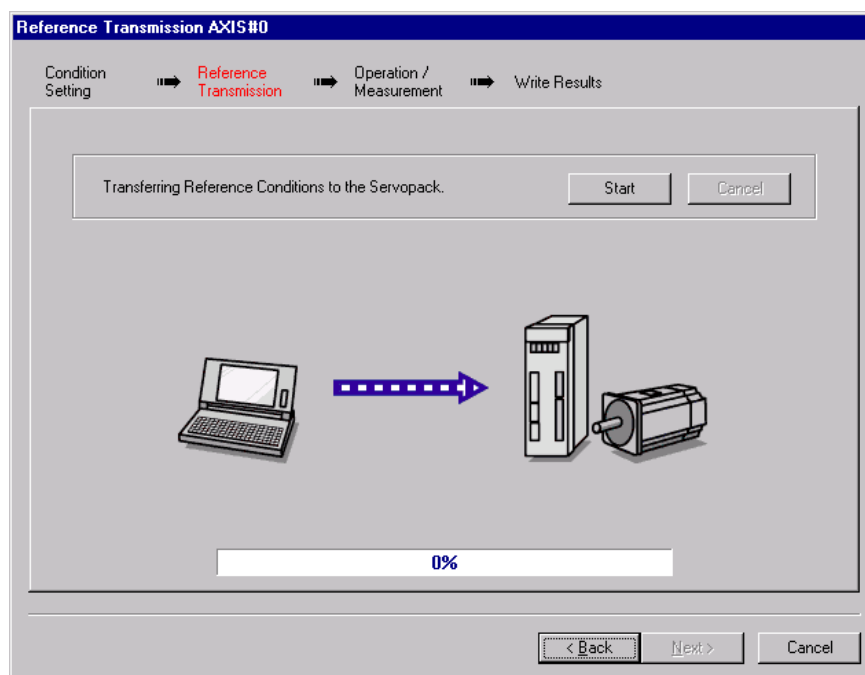 Reference Transmission AXIS#0
Condition
Setting
Reference
Transmission
Operation /
Measurement
Write Results
Transferring Reference Conditions to the Servopack.
Start
Cancel
0%
< Back
Next >
Cancel